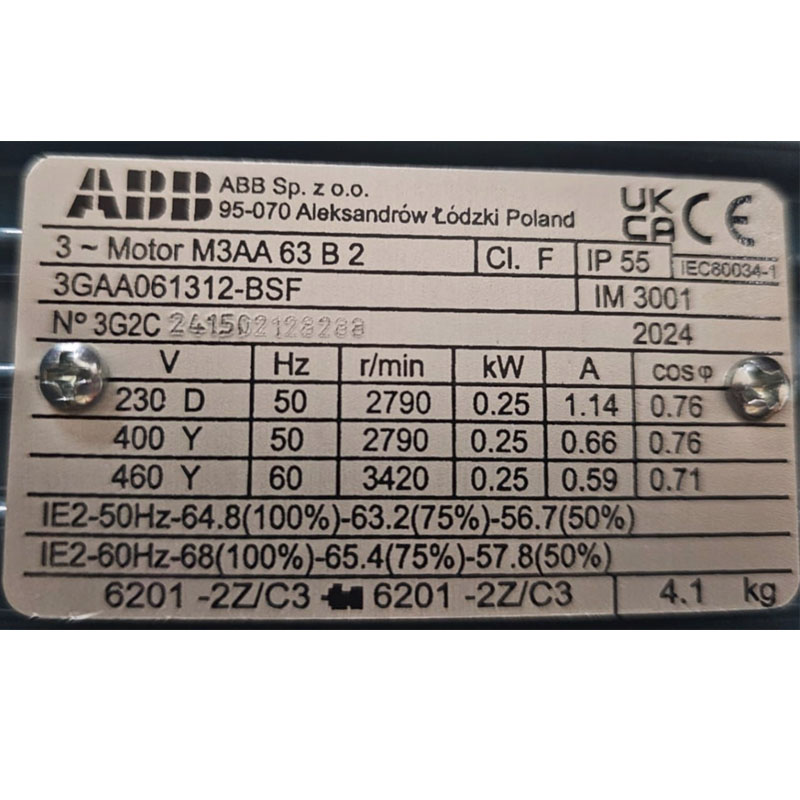 ABB ABB Sp. z o.o.
95-070 Aleksandrów Łódzki Poland
UK CA CE
3 ~ Motor M3AA 63 B 2 Cl. F IP 55 IEC60034-1
3GAA061312-BSF IM 3001
Nº 3G2C 241502128288 2024
V Hz r/min kW A cos φ
230 D 50 2790 0.25 1.14 0.76
400 Y 50 2790 0.25 0.66 0.76
460 Y 60 3420 0.25 0.59 0.71
IE2-50Hz-64.8(100%)-63.2(75%)-56.7(50%)
IE2-60Hz-68(100%)-65.4(75%)-57.8(50%)
6201 -2Z/C3 6201 -2Z/C3 4.1 kg